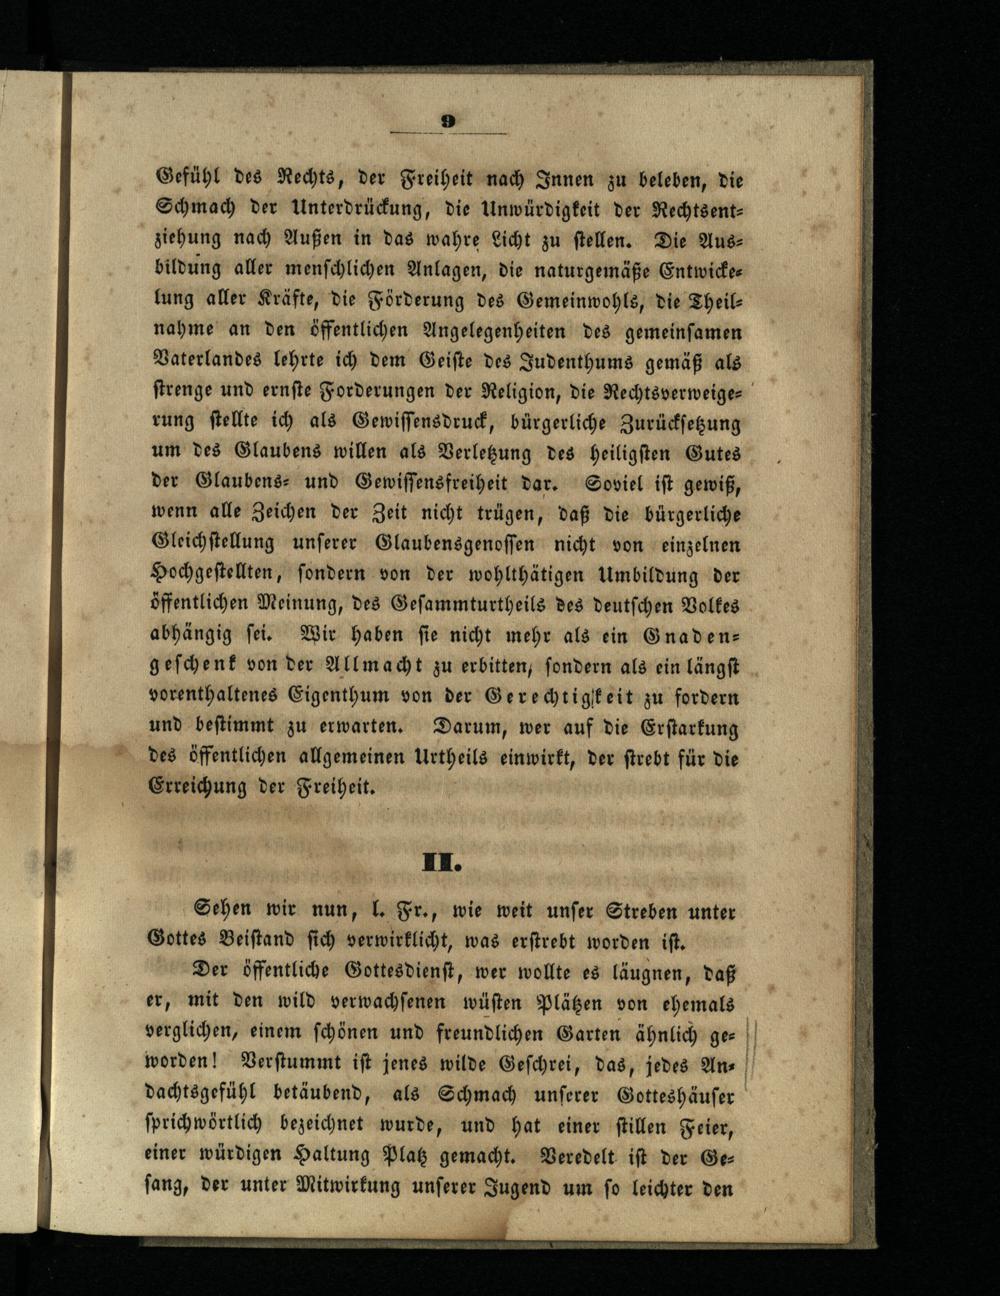 9
Gefühl des Rechts, der Freiheit nach Innen zu beleben, die
Schmach der Unterdrückung, die Unwürdigkeit der Rechtsent-
ziehung nach Außen in das wahre Licht zu stellen. Die Aus-
bildung aller menschlichen Anlagen, die naturgemäße Entwicke-
lung aller Kräfte, die Förderung des Gemeinwohls, die Theil-
nahme an den öffentlichen Angelegenheiten des gemeinsamen
Vaterlandes lehrte ich dem Geiste des Judenthums gemäß als
strenge und ernste Forderungen der Religion, die Rechtsverweige-
rung stellte ich als Gewissensdruck, bürgerliche Zurücksetzung
um des Glaubens willen als Verletzung des heiligsten Gutes
der Glaubens- und Gewissensfreiheit dar. Soviel ist gewiß,
wenn alle Zeichen der Zeit nicht trügen, daß die bürgerliche
Gleichstellung unserer Glaubensgenossen nicht von einzelnen
Hochgestellten, sondern von der wohlthätigen Umbildung der
öffentlichen Meinung, des Gesammturtheils des deutschen Volkes
abhängig sei. Wir haben sie nicht mehr als ein Gnaden-
geschenk von der Allmacht zu erbitten, sondern als ein längst
vorenthaltenes Eigenthum von der Gerechtigkeit zu fordern
und bestimmt zu erwarten. Darum, wer auf die Erstarkung
des öffentlichen allgemeinen Urtheils einwirkt, der strebt für die
Erreichung der Freiheit.
II.
Sehen wir nun, l. Fr., wie weit unser Streben unter
Gottes Beistand sich verwirklicht, was erstrebt worden ist.
Der öffentliche Gottesdienst, wer wollte es läugnen, daß
er, mit den wild verwachsenen wüsten Plätzen von ehemals
verglichen, einem schönen und freundlichen Garten ähnlich ge-
worden! Verstummt ist jenes wilde Geschrei, das, jedes An-
dachtsgefühl betäubend, als Schmach unserer Gotteshäuser
sprichwörtlich bezeichnet wurde, und hat einer stillen Feier,
einer würdigen Haltung Platz gemacht. Veredelt ist der Ge-
sang, der unter Mitwirkung unserer Jugend um so leichter den